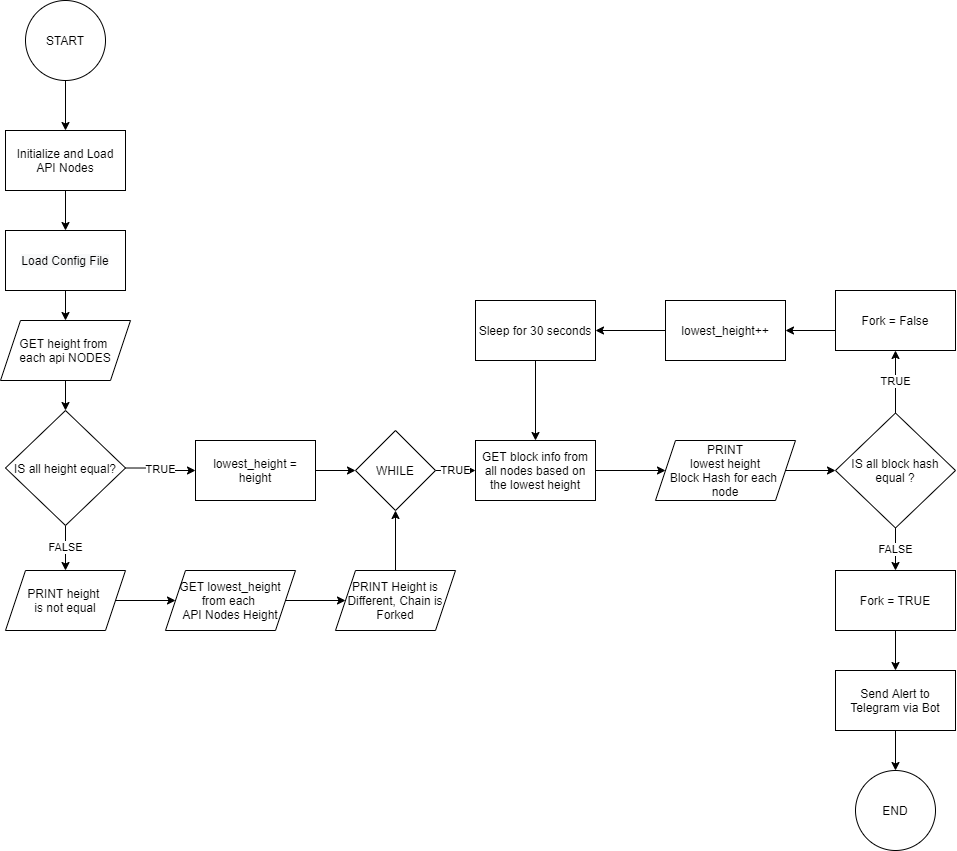 START
Initialize and Load
API Nodes
Load Config File
GET height from
each api NODES
IS all height equal?
TRUE
lowest_height =
height
WHILE
TRUE
FALSE
PRINT height
is not equal
GET lowest_height
from each
API Nodes Height
PRINT Height is
Different, Chain is
Forked
GET block info from
all nodes based on
the lowest height
PRINT
lowest height
Block Hash for each
node
IS all block hash
equal ?
TRUE
Fork = False
lowest_height++
Sleep for 30 seconds
FALSE
Fork = TRUE
Send Alert to
Telegram via Bot
END